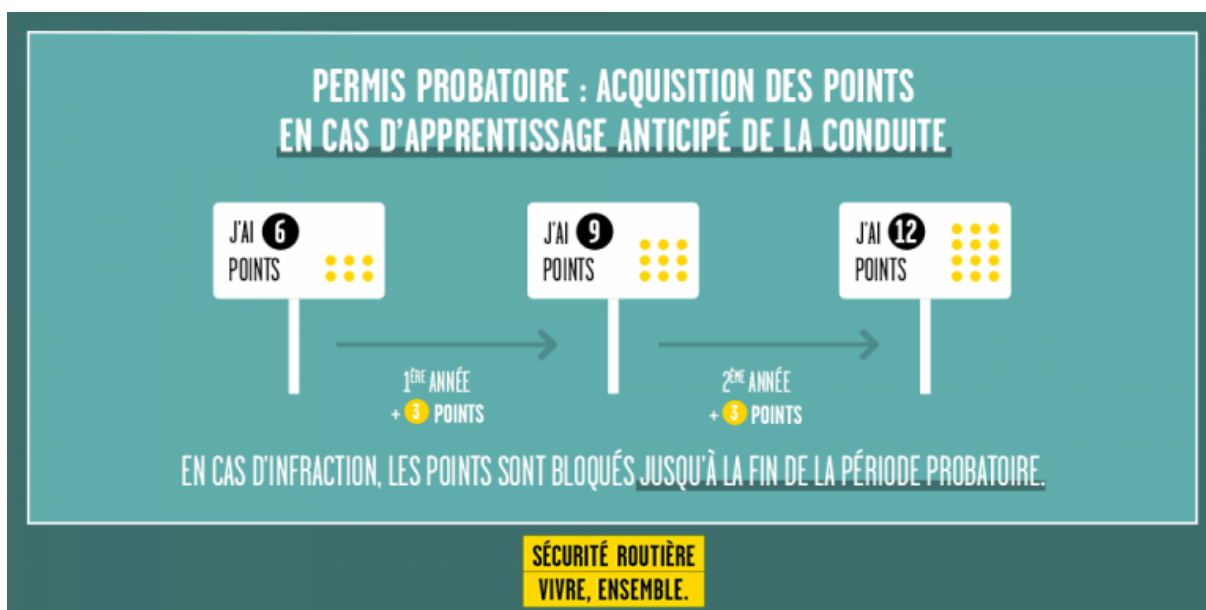 PERMIS PROBATOIRE : ACQUISITION DES POINTS
EN CAS D'APPRENTISSAGE ANTICIPÉ DE LA CONDUITE
J'AI 6
POINTS
J'AI 9
POINTS
J'AI 12
POINTS
1ÈRE ANNÉE
+ 3 POINTS
2ÈME ANNÉE
+ 3 POINTS
EN CAS D'INFRACTION, LES POINTS SONT BLOQUÉS JUSQU'À LA FIN DE LA PÉRIODE PROBATOIRE.
SÉCURITÉ ROUTIÈRE
VIVRE, ENSEMBLE.